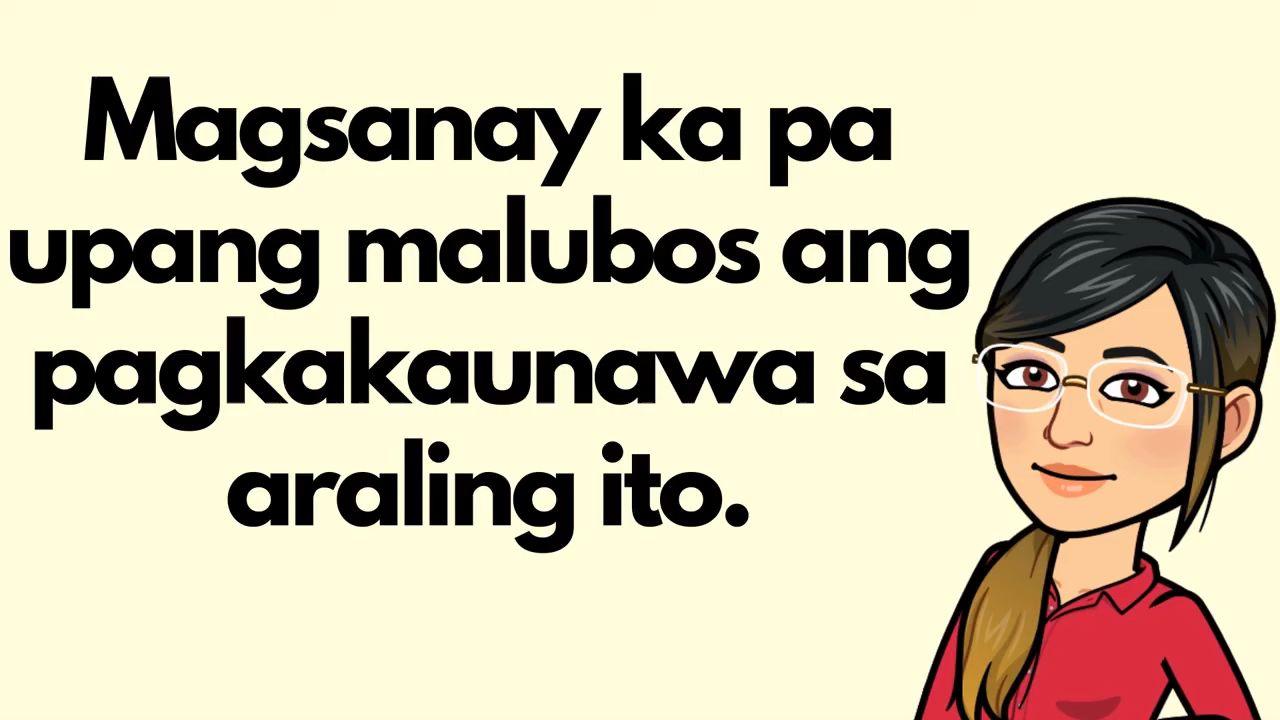 Magsanay ka pa
upang malubos ang
pagkakaunawa sa
araling ito.